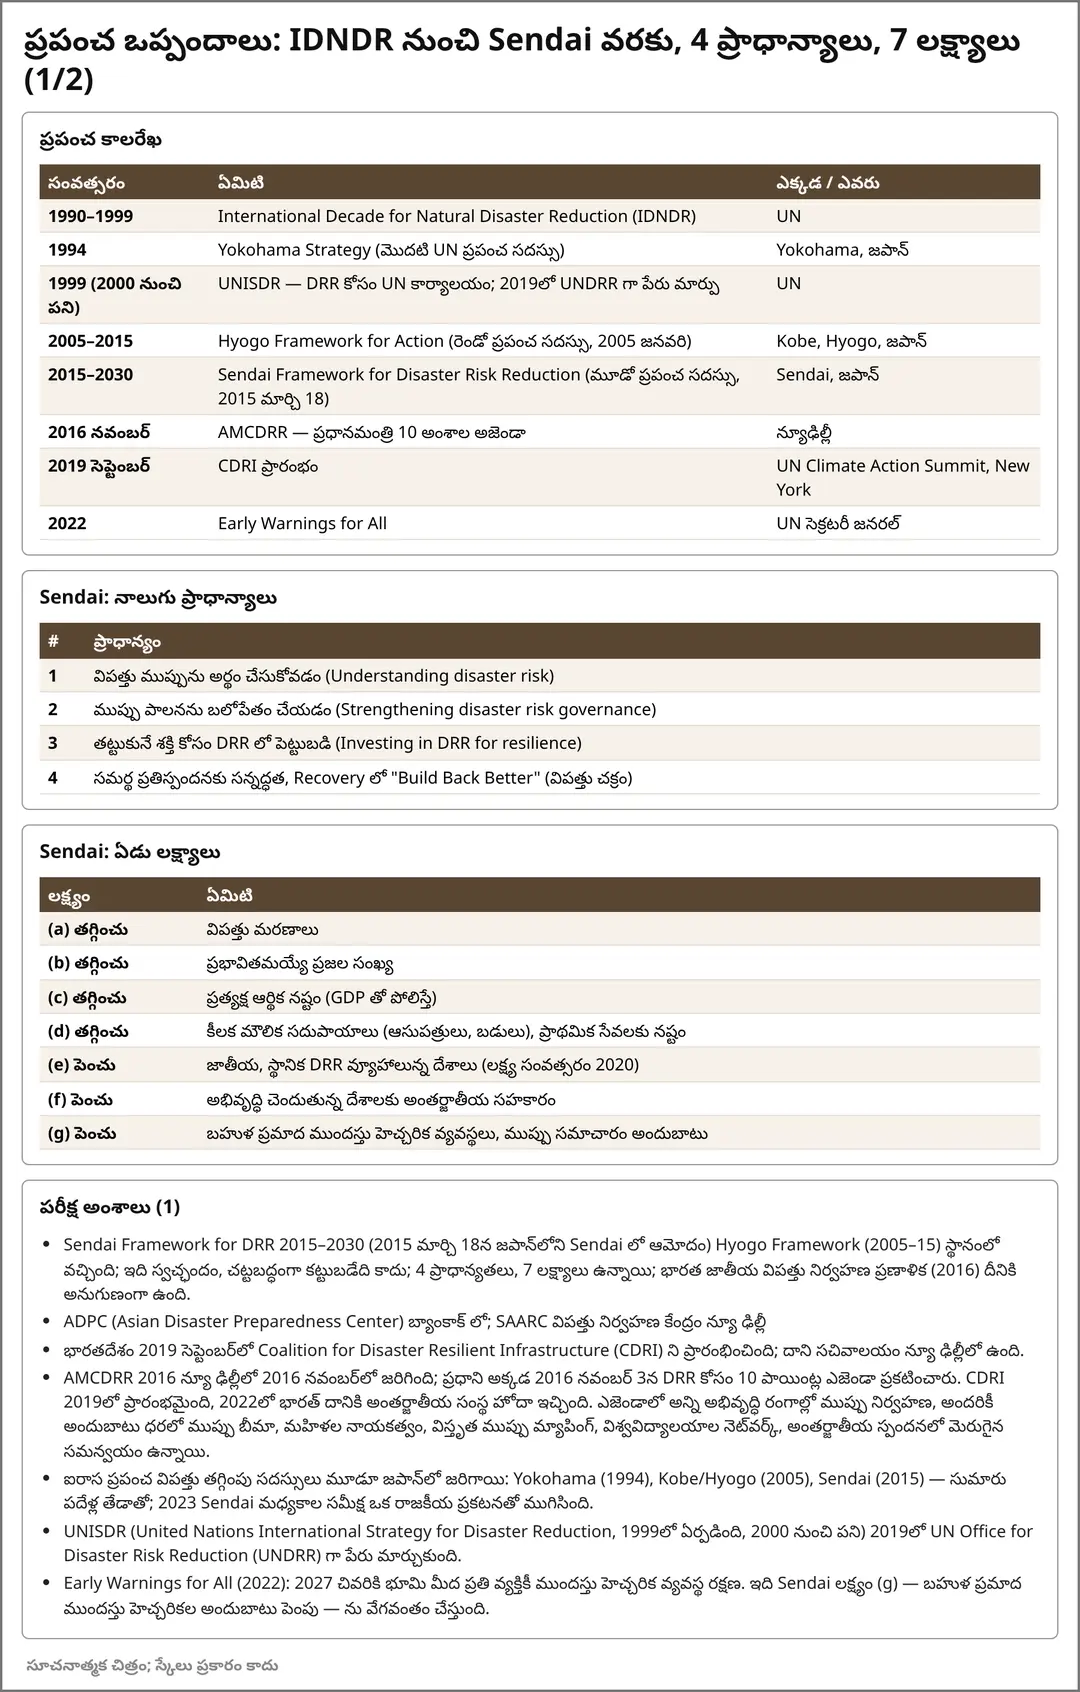 ప్రపంచ ఒప్పందాలు: IDNDR నుంచి Sendai వరకు, 4 ప్రాధాన్యాలు, 7 లక్ష్యాలు
(1/2)
ప్రపంచ కాలరేఖ
సంవత్సరం ఏమిటి ఎక్కడ / ఎవరు
1990–1999 International Decade for Natural Disaster Reduction (IDNDR) UN
1994 Yokohama Strategy (మొదటి UN ప్రపంచ సదస్సు) Yokohama, జపాన్
1999 (2000 నుంచి పని) UNISDR — DRR కోసం UN కార్యాలయం; 2019లో UNDRR గా పేరు మార్పు UN
2005–2015 Hyogo Framework for Action (రెండో ప్రపంచ సదస్సు, 2005 జనవరి) Kobe, Hyogo, జపాన్
2015–2030 Sendai Framework for Disaster Risk Reduction (మూడో ప్రపంచ సదస్సు, 2015 మార్చి 18) Sendai, జపాన్
2016 నవంబర్ AMCDRR — ప్రధానమంత్రి 10 అంశాల అజెండా న్యూఢిల్లీ
2019 సెప్టెంబర్ CDRI ప్రారంభం UN Climate Action Summit, New York
2022 Early Warnings for All UN సెక్రటరీ జనరల్
Sendai: నాలుగు ప్రాధాన్యాలు
# ప్రాధాన్యం
1 విపత్తు ముప్పును అర్థం చేసుకోవడం (Understanding disaster risk)
2 ముప్పు పాలనను బలోపేతం చేయడం (Strengthening disaster risk governance)
3 తట్టుకునే శక్తి కోసం DRR లో పెట్టుబడి (Investing in DRR for resilience)
4 సమర్థ ప్రతిస్పందనకు సన్నద్ధత, Recovery లో "Build Back Better" (విపత్తు చక్రం)
Sendai: ఏడు లక్ష్యాలు
లక్ష్యం ఏమిటి
(a) తగ్గించు విపత్తు మరణాలు
(b) తగ్గించు ప్రభావితమయ్యే ప్రజల సంఖ్య
(c) తగ్గించు ప్రత్యక్ష ఆర్థిక నష్టం (GDP తో పోలిస్తే)
(d) తగ్గించు కీలక మౌలిక సదుపాయాలు (ఆసుపత్రులు, బడులు), ప్రాథమిక సేవలకు నష్టం
(e) పెంచు జాతీయ, స్థానిక DRR వ్యూహాలున్న దేశాలు (లక్ష్య సంవత్సరం 2020)
(f) పెంచు అభివృద్ధి చెందుతున్న దేశాలకు అంతర్జాతీయ సహకారం
(g) పెంచు బహుళ ప్రమాద ముందస్తు హెచ్చరిక వ్యవస్థలు, ముప్పు సమాచారం అందుబాటు
పరీక్ష అంశాలు (1)
• Sendai Framework for DRR 2015–2030 (2015 మార్చి 18న జపాన్‌లోని Sendai లో ఆమోదం) Hyogo Framework (2005–15) స్థానంలో
వచ్చింది; ఇది స్వచ్ఛందం, చట్టబద్ధంగా కట్టుబడేది కాదు; 4 ప్రాధాన్యతలు, 7 లక్ష్యాలు ఉన్నాయి; భారత జాతీయ విపత్తు నిర్వహణ ప్రణాళిక (2016) దీనికి
అనుగుణంగా ఉంది.
• ADPC (Asian Disaster Preparedness Center) బ్యాంకాక్ లో; SAARC విపత్తు నిర్వహణ కేంద్రం న్యూ ఢిల్లీ
• భారతదేశం 2019 సెప్టెంబర్‌లో Coalition for Disaster Resilient Infrastructure (CDRI) ని ప్రారంభించింది; దాని సచివాలయం న్యూ ఢిల్లీలో ఉంది.
• AMCDRR 2016 న్యూ ఢిల్లీలో 2016 నవంబర్‌లో జరిగింది; ప్రధాని అక్కడ 2016 నవంబర్ 3న DRR కోసం 10 పాయింట్ల ఎజెండా ప్రకటించారు. CDRI
2019లో ప్రారంభమైంది, 2022లో భారత్ దానికి అంతర్జాతీయ సంస్థ హోదా ఇచ్చింది. ఎజెండాలో అన్ని అభివృద్ధి రంగాల్లో ముప్పు నిర్వహణ, అందరికీ
అందుబాటు ధరలో ముప్పు బీమా, మహిళల నాయకత్వం, విస్తృత ముప్పు మ్యాపింగ్, విశ్వవిద్యాలయాల నెట్‌వర్క్, అంతర్జాతీయ స్పందనలో మెరుగైన
సమన్వయం ఉన్నాయి.
• ఐరాస ప్రపంచ విపత్తు తగ్గింపు సదస్సులు మూడూ జపాన్‌లో జరిగాయి: Yokohama (1994), Kobe/Hyogo (2005), Sendai (2015) — సుమారు
పదేళ్ల తేడాతో; 2023 Sendai మధ్యకాల సమీక్ష ఒక రాజకీయ ప్రకటనతో ముగిసింది.
• UNISDR (United Nations International Strategy for Disaster Reduction, 1999లో ఏర్పడింది, 2000 నుంచి పని) 2019లో UN Office for
Disaster Risk Reduction (UNDRR) గా పేరు మార్చుకుంది.
• Early Warnings for All (2022): 2027 చివరికి భూమి మీద ప్రతి వ్యక్తికీ ముందస్తు హెచ్చరిక వ్యవస్థ రక్షణ. ఇది Sendai లక్ష్యం (g) — బహుళ ప్రమాద
ముందస్తు హెచ్చరికల అందుబాటు పెంపు — ను వేగవంతం చేస్తుంది.
సూచనాత్మక చిత్రం; స్కేలు ప్రకారం కాదు